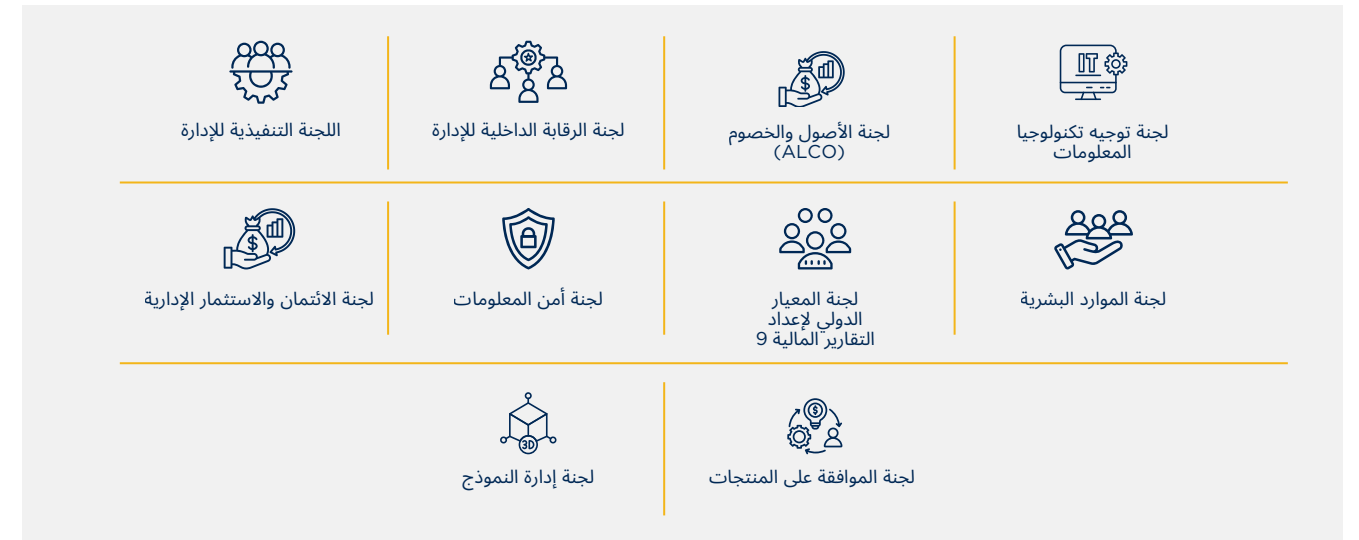 IT
لجنة توجيه تكنولوجيا
المعلومات
$
لجنة الأصول والخصوم
(ALCO)
لجنة الرقابة الداخلية للإدارة
اللجنة التنفيذية للإدارة
لجنة الموارد البشرية
لجنة المعيار
الدولي لإعداد
التقارير المالية 9
لجنة أمن المعلومات
$
لجنة الائتمان والاستثمار الإدارية
$
لجنة الموافقة على المنتجات
3D
لجنة إدارة النموذج